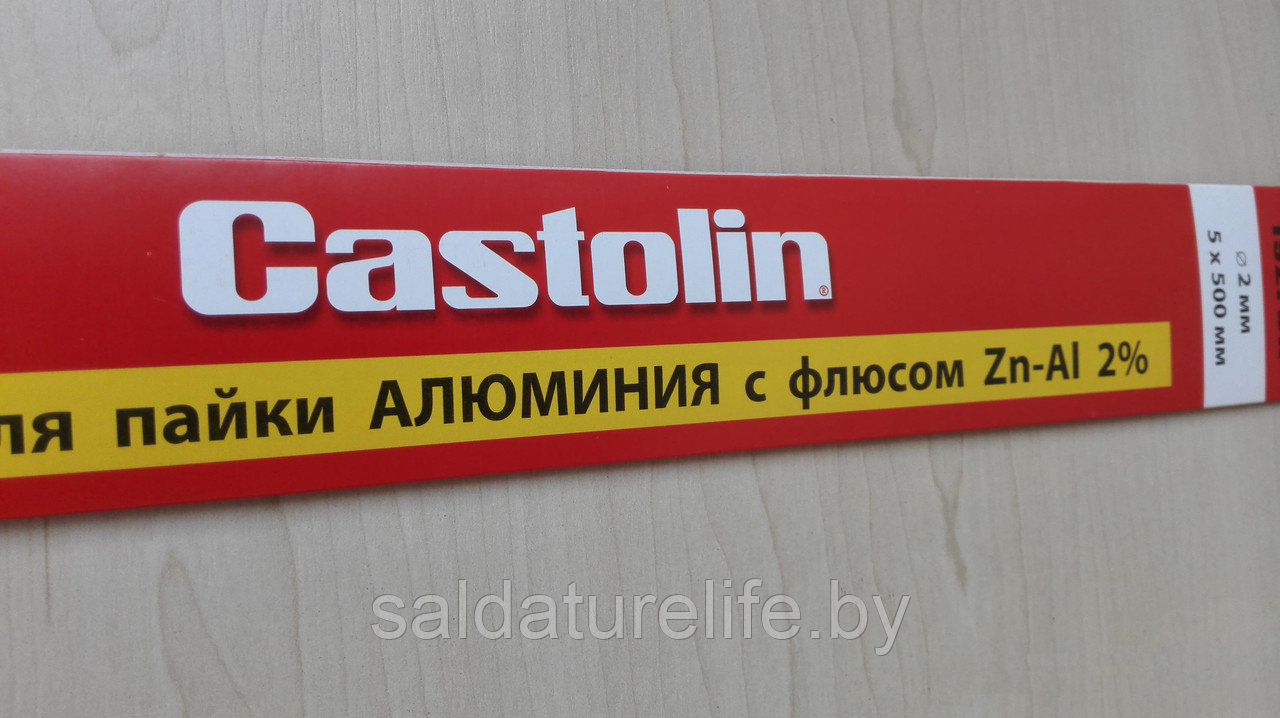 Castolin®
ля пайки АЛЮМИНИЯ с флюсом Zn-Al 2%
⌀ 2 мм
5 x 500 мм
saldaturelife.by